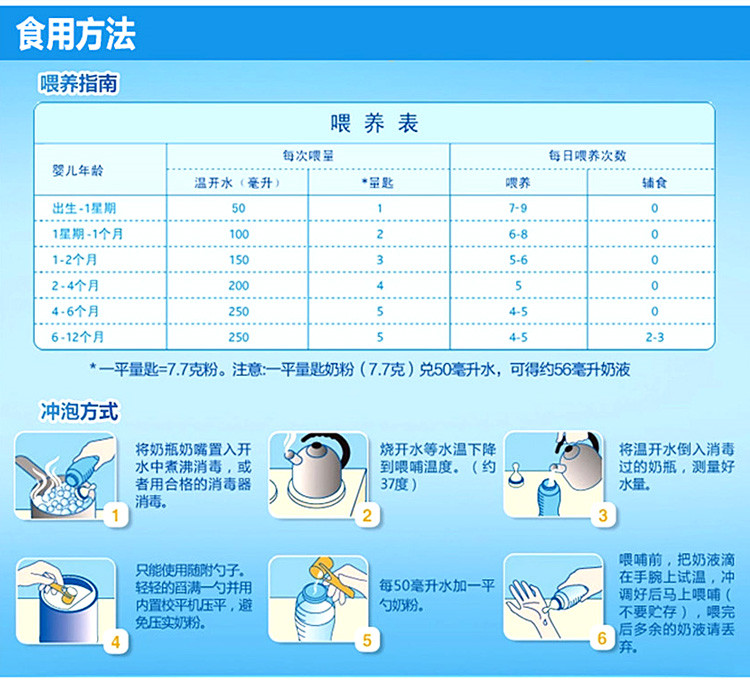 食用方法
喂养指南
喂养表
婴儿年龄 每次喂量 每日喂养次数
温开水（毫升） *量匙 喂养 辅食
出生-1星期 50 1 7-9 0
1星期-1个月 100 2 6-8 0
1-2个月 150 3 5-6 0
2-4个月 200 4 5 0
4-6个月 250 5 4-5 0
6-12个月 250 5 4-5 2-3
*一平量匙=7.7克粉。注意:一平量匙奶粉（7.7克）兑50毫升水，可得约56毫升奶液
冲泡方式
将奶瓶奶嘴置入开
水中煮沸消毒，或
者用合格的消毒器
消毒。
1
烧开水等水温下降
到喂哺温度。（约
37度）
2
将温开水倒入消毒
过的奶瓶，测量好
水量。
3
只能使用随附勺子。
轻轻的舀满一勺并用
内置校平机压平，避
免压实奶粉。
4
每50毫升水加一平
勺奶粉。
5
喂哺前，把奶液滴
在手腕上试温，冲
调好后马上喂哺（
不要贮存），喂完
后多余的奶液请丢
弃。
6